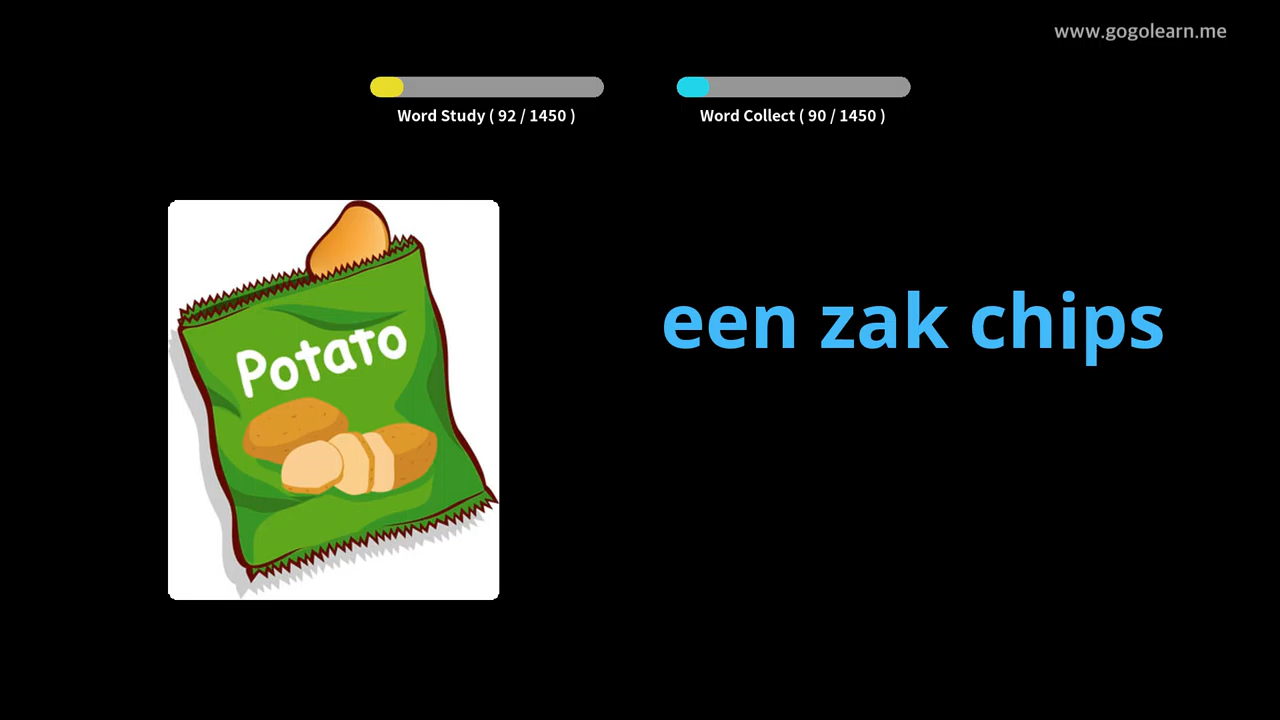 www.gogolearn.me
Word Study ( 92 / 1450 )
Word Collect ( 90 / 1450 )
Potato
een zak chips